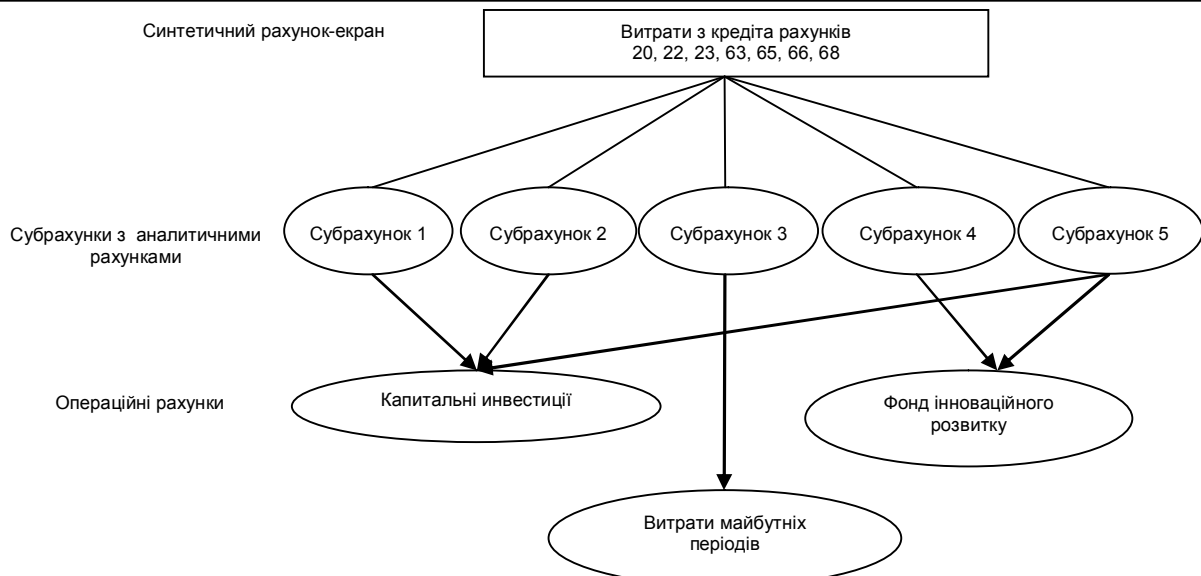 Синтетичний рахунок-екран
Витрати з кредіта рахунків
20, 22, 23, 63, 65, 66, 68
Субрахунки з аналитичними
рахунками
Субрахунок 1
Субрахунок 2
Субрахунок 3
Субрахунок 4
Субрахунок 5
Операційні рахунки
Капитальні инвестиції
Фонд інноваційного
розвитку
Витрати майбутніх
періодів